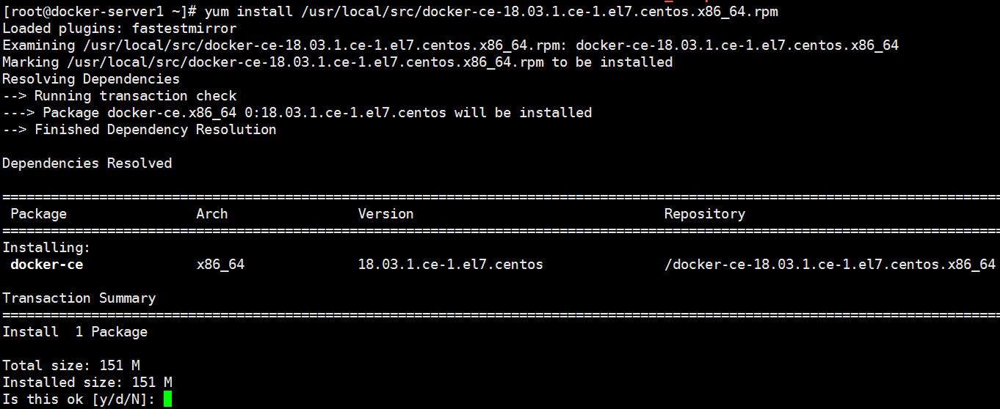 [root@docker-server1 ~]# yum install /usr/local/src/docker-ce-18.03.1.ce-1.el7.centos.x86_64.rpm
Loaded plugins: fastestmirror
Examining /usr/local/src/docker-ce-18.03.1.ce-1.el7.centos.x86_64.rpm: docker-ce-18.03.1.ce-1.el7.centos.x86_64
Marking /usr/local/src/docker-ce-18.03.1.ce-1.el7.centos.x86_64.rpm to be installed
Resolving Dependencies
--> Running transaction check
---> Package docker-ce.x86_64 0:18.03.1.ce-1.el7.centos will be installed
--> Finished Dependency Resolution
Dependencies Resolved
============================================================================================================================
Package Arch Version Repository
============================================================================================================================
Installing:
docker-ce x86_64 18.03.1.ce-1.el7.centos /docker-ce-18.03.1.ce-1.el7.centos.x86_64
Transaction Summary
============================================================================================================================
Install  1 Package
Total size: 151 M
Installed size: 151 M
Is this ok [y/d/N]: